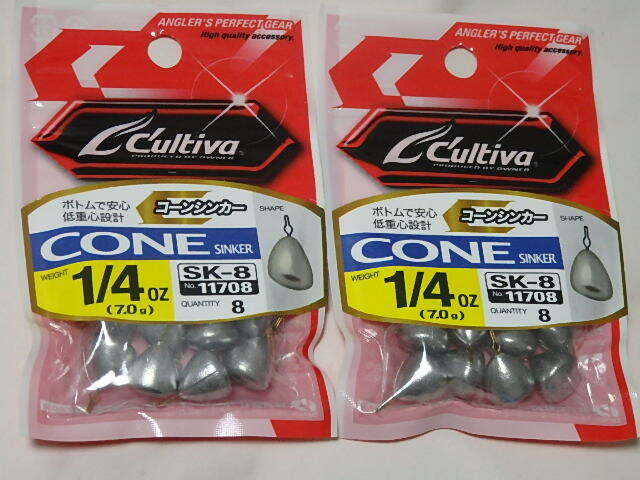 ANGLER'S PERFECT GEAR
High quality accessory.
C'ultiva
PRODUCED BY OWNER
ボトムで安心
低重心設計
コーンシンカー
SHAPE
CONE SINKER
WEIGHT 1/4 OZ
(7.0g)
SK-8
No. 11708
QUANTITY 8
ANGLER'S PERFECT GEAR
High quality accessory.
C'ultiva
PRODUCED BY OWNER
ボトムで安心
低重心設計
コーンシンカー
SHAPE
CONE SINKER
WEIGHT 1/4 OZ
(7.0g)
SK-8
No. 11708
QUANTITY 8